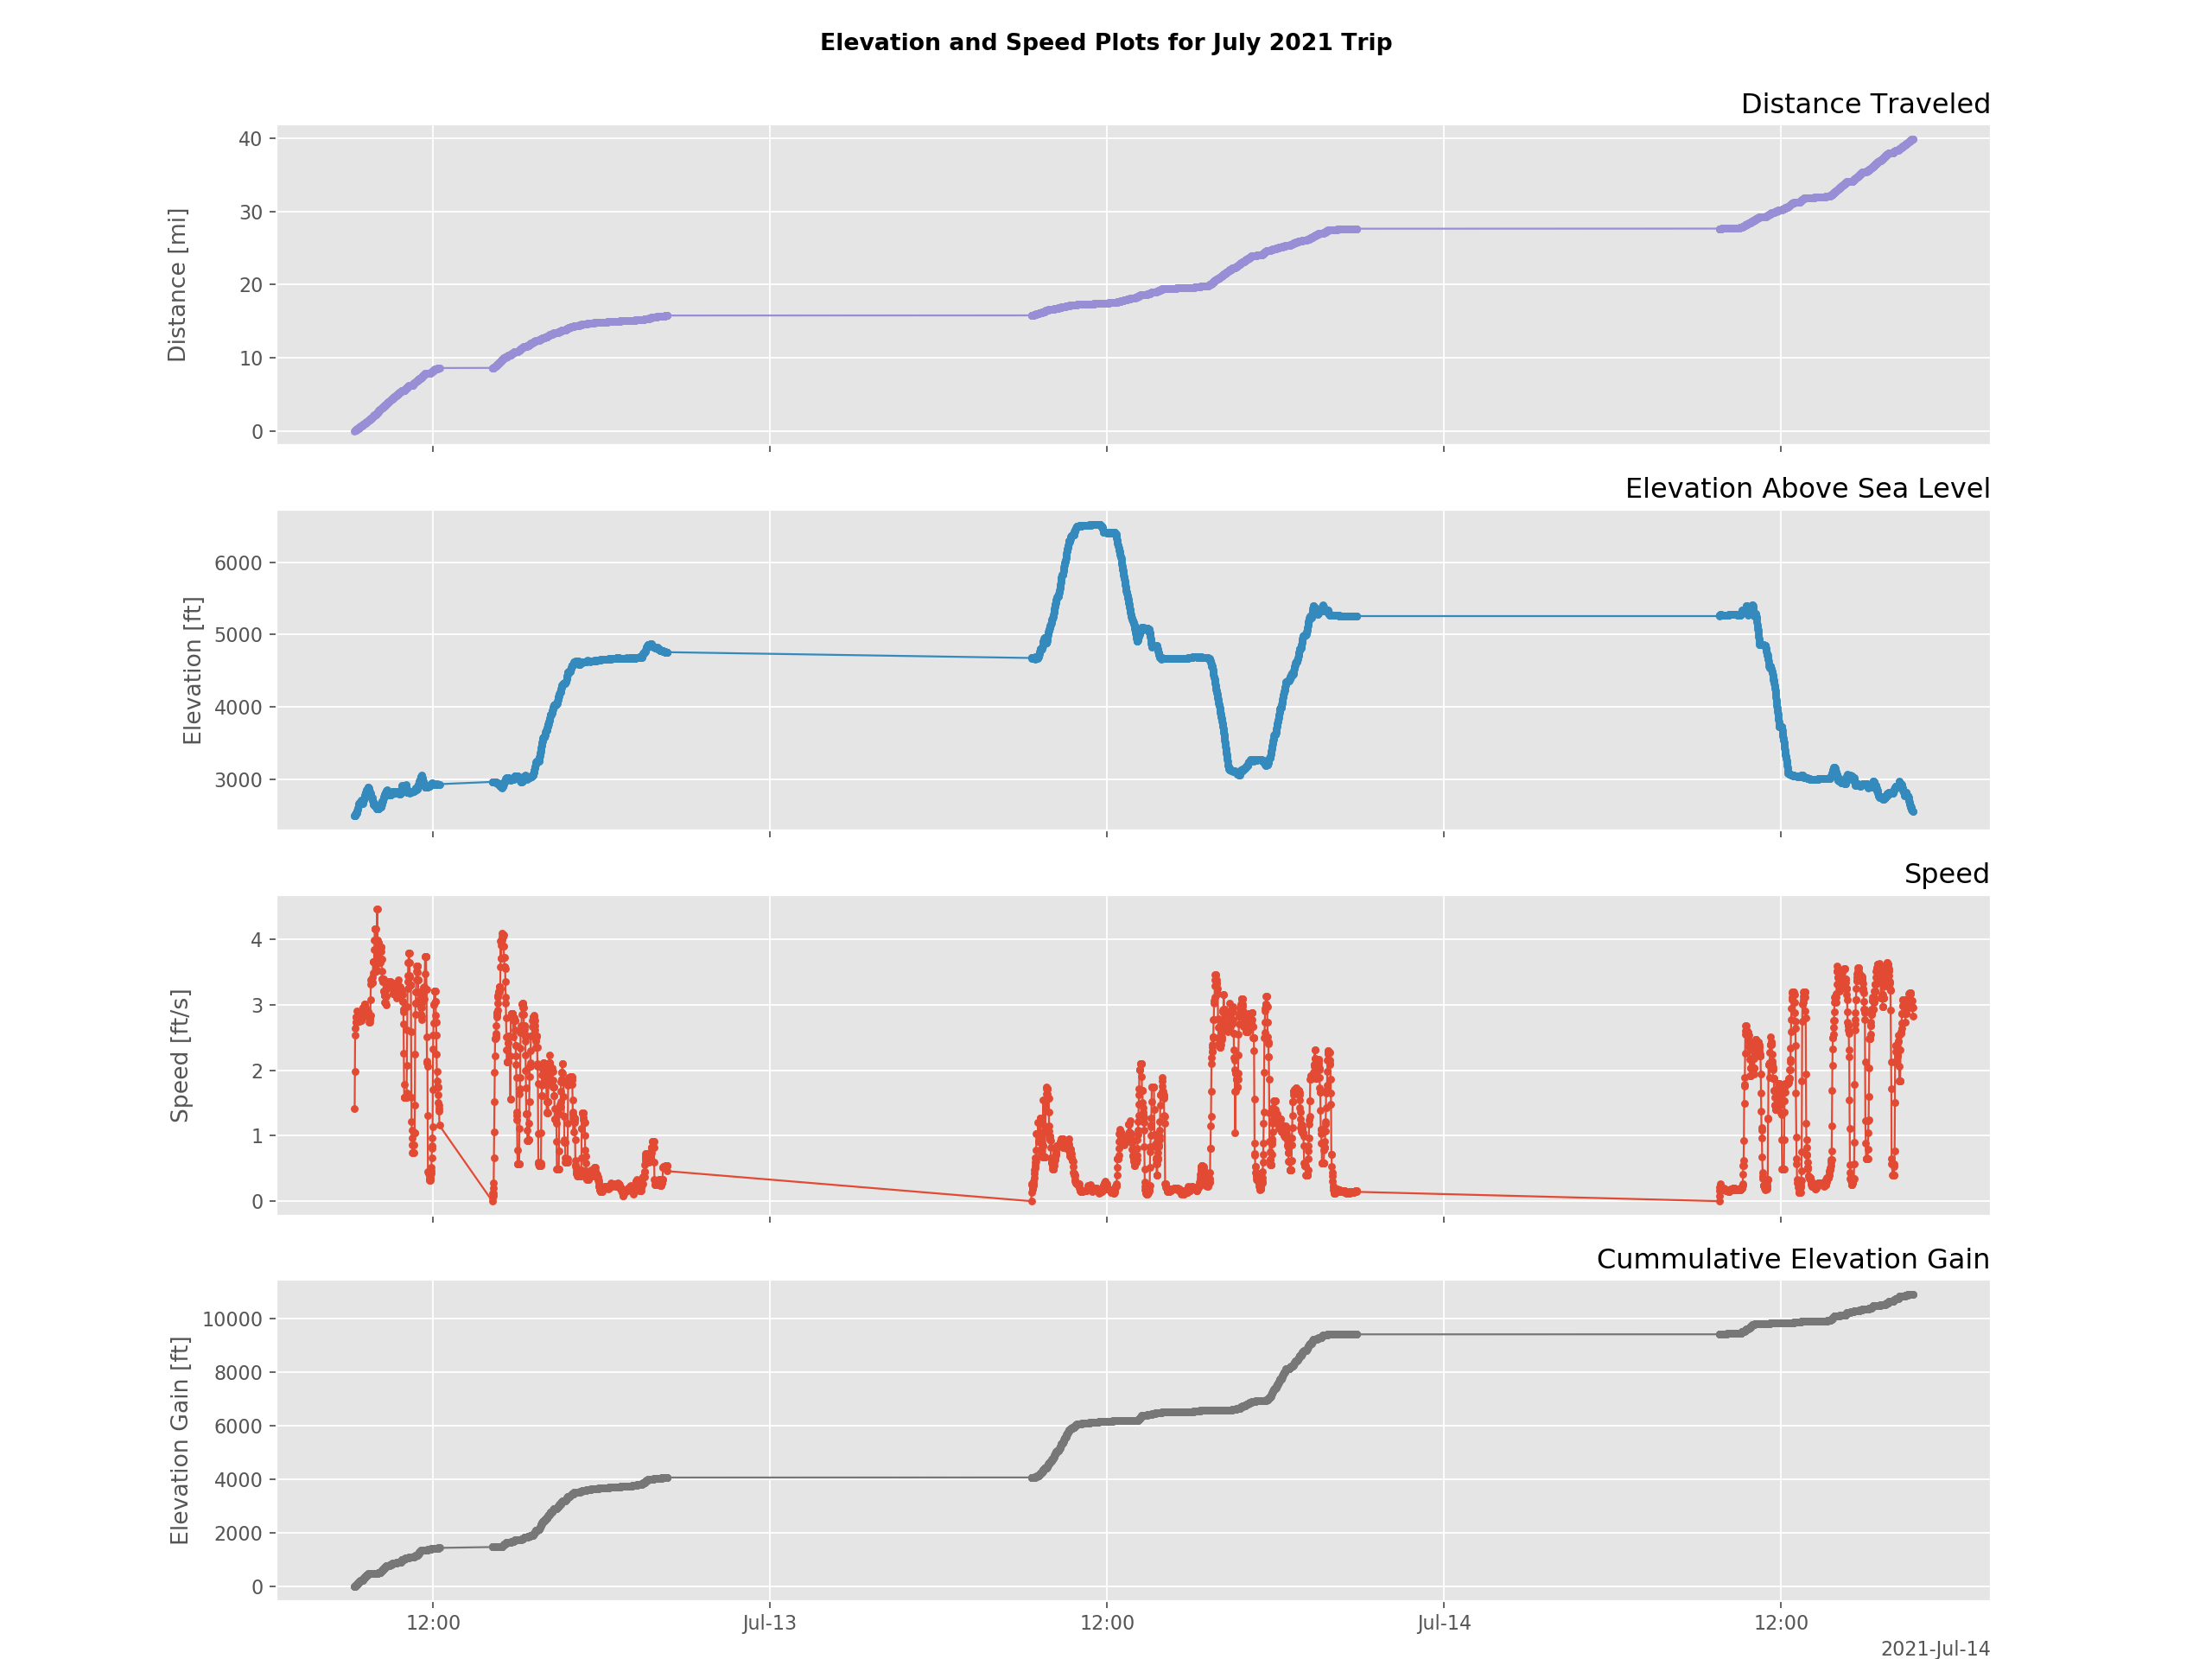 Elevation and Speed Plots for July 2021 Trip
Distance Traveled
40
30
20
10
0
Distance [mi]
Elevation Above Sea Level
6000
5000
4000
3000
Elevation [ft]
Speed
4
3
2
1
0
Speed [ft/s]
Cummulative Elevation Gain
10000
8000
6000
4000
2000
0
Elevation Gain [ft]
12:00 Jul-13 12:00 Jul-14 12:00
2021-Jul-14